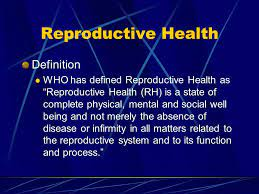 Reproductive Health
Definition
WHO has defined Reproductive Health as
"Reproductive Health (RH) is a state of
complete physical, mental and social well
being and not merely the absence of
disease or infirmity in all matters related to
the reproductive system and to its function
and process."